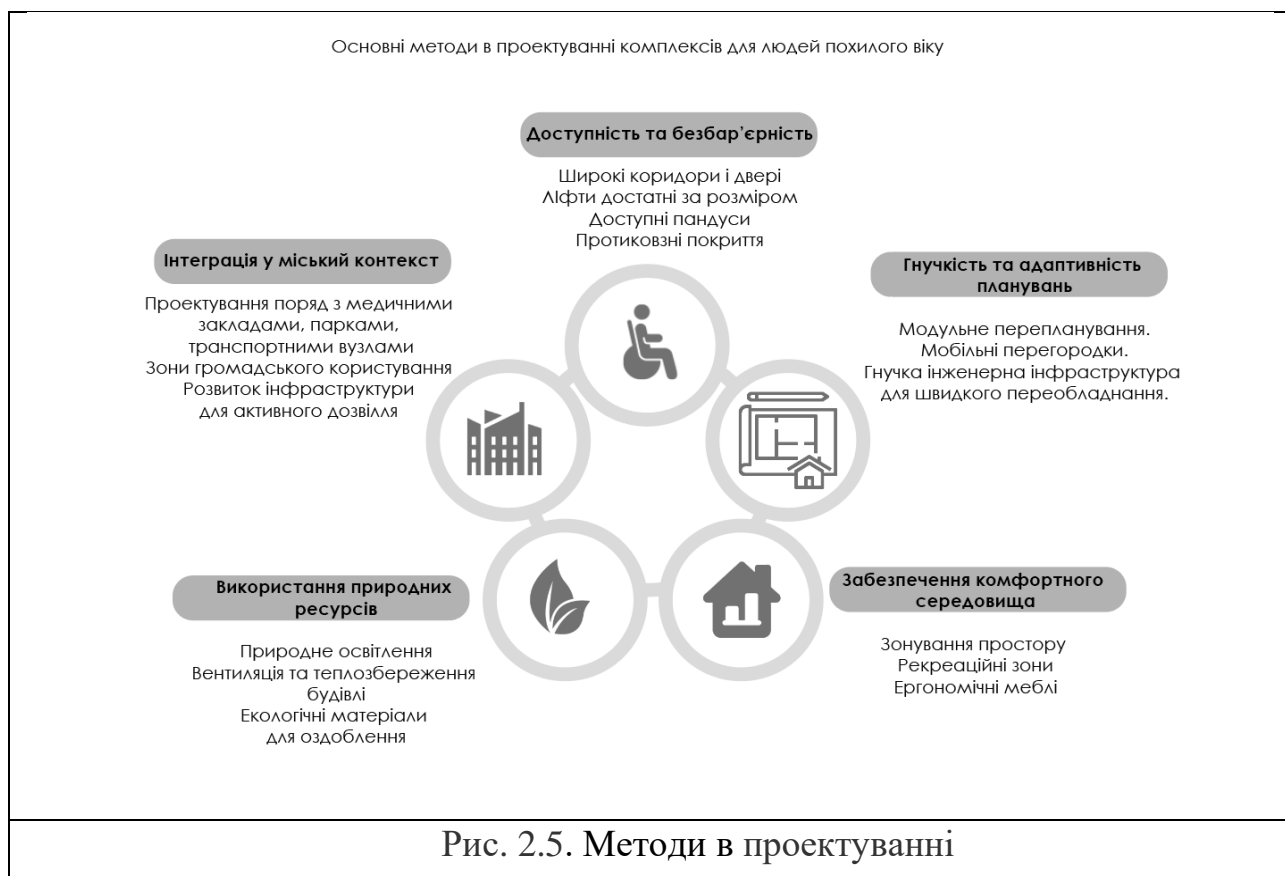 Основні методи в проектуванні комплексів для людей похилого віку
Доступність та безбар’єрність
Широкі коридори і двері
Ліфти достатні за розміром
Доступні пандуси
Протиковзні покриття
Інтеграція у міський контекст
Проектування поряд з медичними
закладами, парками,
транспортними вузлами
Зони громадського користування
Розвиток інфраструктури
для активного дозвілля
Гнучкість та адаптивність
планувань
Модульне перепланування.
Мобільні перегородки.
Гнучка інженерна інфраструктура
для швидкого переобладнання.
Використання природних
ресурсів
Природне освітлення
Вентиляція та теплозбереження
будівлі
Екологічні матеріали
для оздоблення
Забезпечення комфортного
середовища
Зонування простору
Рекреаційні зони
Ергономічні меблі
Рис. 2.5. Методи в проектуванні